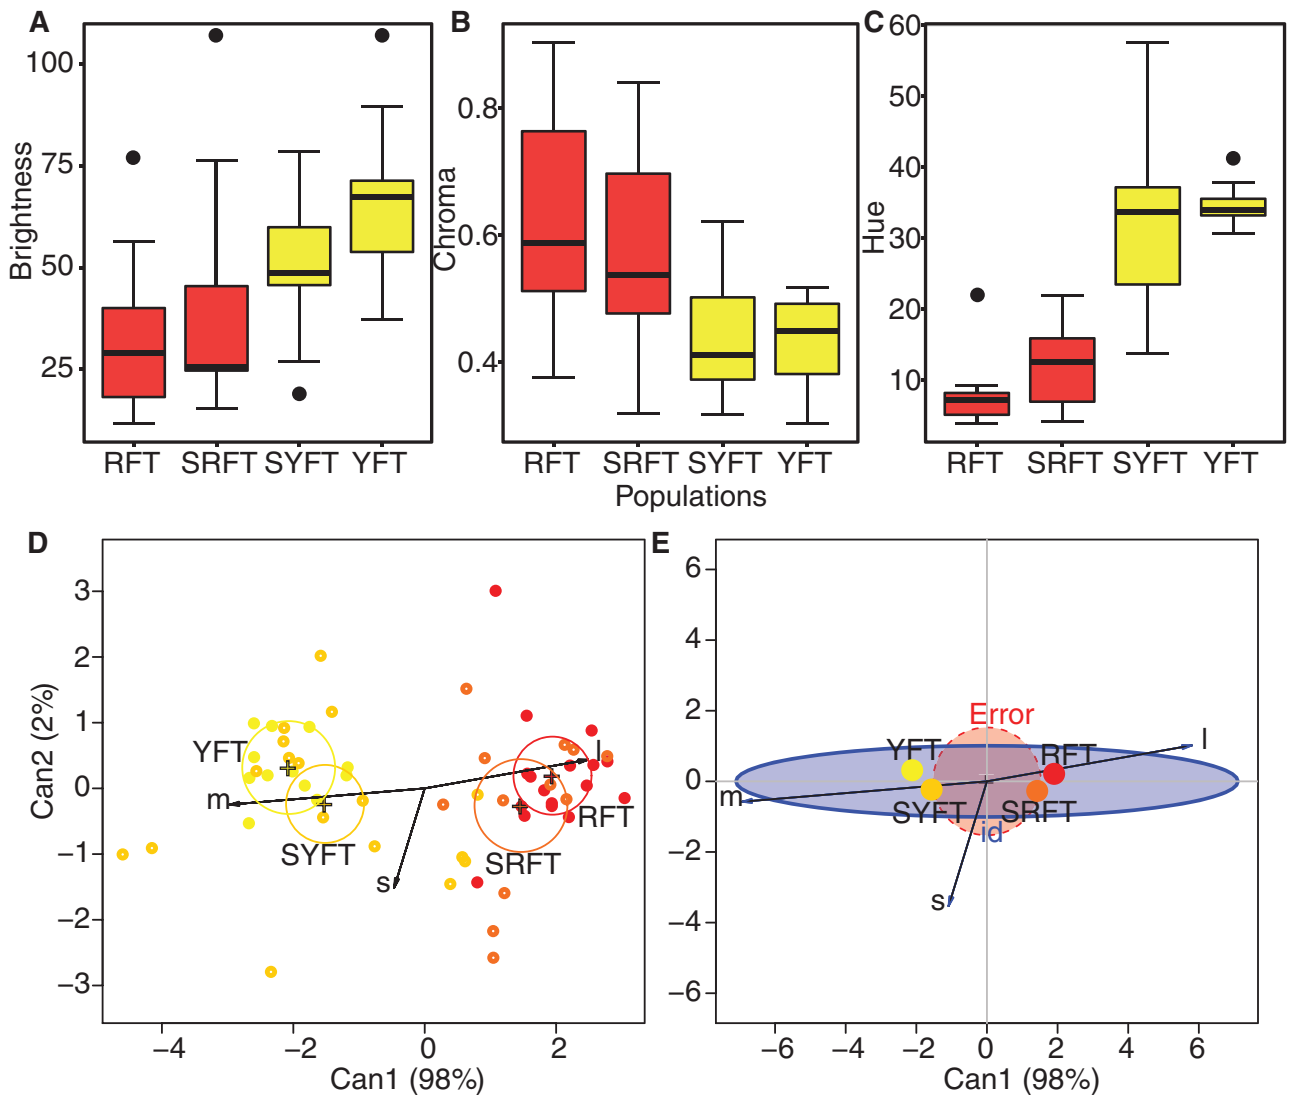 A
Brightness
100
75
50
25
RFT SRFT SYFT YFT
B
Chroma
0.8
0.6
0.4
RFT SRFT SYFT YFT
Populations
C
Hue
60
50
40
30
20
10
RFT SRFT SYFT YFT
D
Can2 (2%)
3
2
1
0
−1
−2
−3
YFT
m
SYFT
s
SRFT
RFT
l
−4 −2 0 2
Can1 (98%)
E
6
4
2
0
−2
−4
−6
Error
YFT
RFT
l
m
SYFT
SRFT
id
s
−6 −4 −2 0 2 4 6
Can1 (98%)